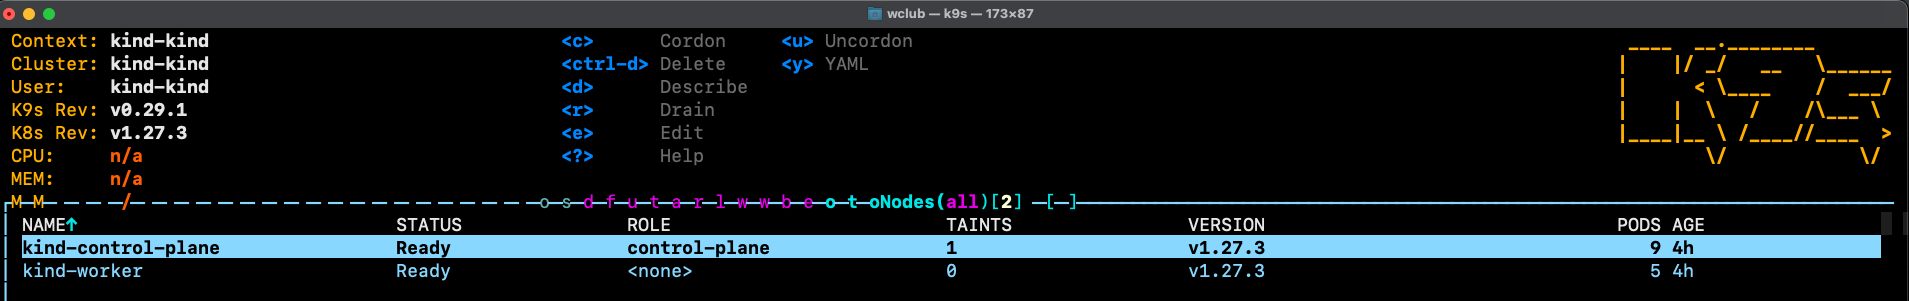 wclub — k9s — 173×87
Context: kind-kind <c> Cordon <u> Uncordon
Cluster: kind-kind <ctrl-d> Delete <y> YAML
User: kind-kind <d> Describe
K9s Rev: v0.29.1 <r> Drain
K8s Rev: v1.27.3 <e> Edit
CPU: n/a <?> Help
MEM: n/a
M M / o s d f u t a r l w w b e o t oNodes(all)[2] [ ]
NAME↑ STATUS ROLE TAINTS VERSION PODS AGE
kind-control-plane Ready control-plane 1 v1.27.3 9 4h
kind-worker Ready <none> 0 v1.27.3 5 4h